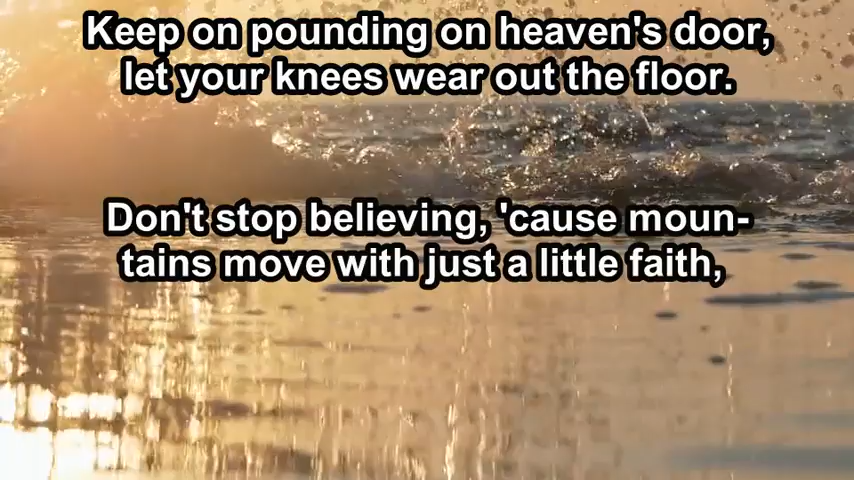 Keep on pounding on heaven's door,
let your knees wear out the floor.
Don't stop believing, 'cause moun-
tains move with just a little faith,